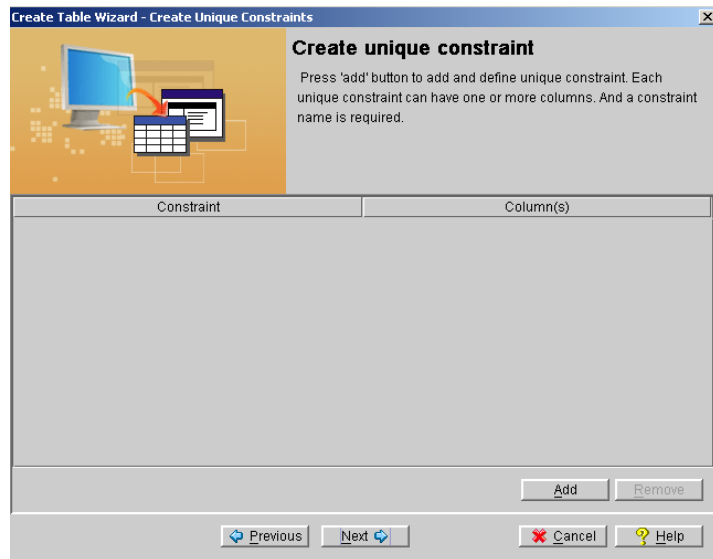 Create Table Wizard - Create Unique Constraints
Create unique constraint
Press 'add' button to add and define unique constraint. Each
unique constraint can have one or more columns. And a constraint
name is required.
Constraint Column(s)
Add Remove
Previous Next Cancel Help